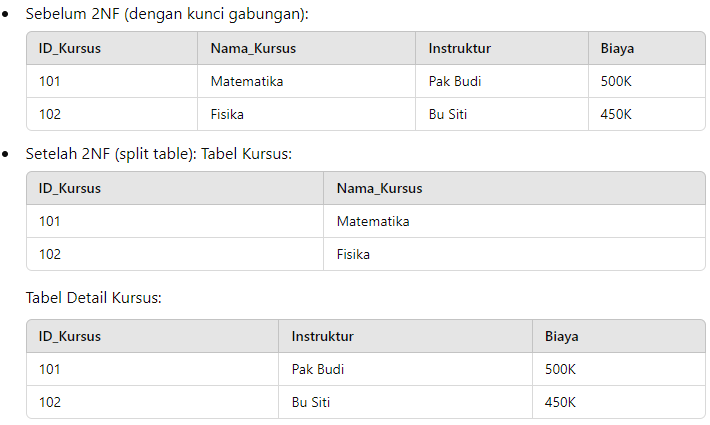 • Sebelum 2NF (dengan kunci gabungan):
ID_Kursus Nama_Kursus Instruktur Biaya
101 Matematika Pak Budi 500K
102 Fisika Bu Siti 450K
• Setelah 2NF (split table): Tabel Kursus:
ID_Kursus Nama_Kursus
101 Matematika
102 Fisika
Tabel Detail Kursus:
ID_Kursus Instruktur Biaya
101 Pak Budi 500K
102 Bu Siti 450K